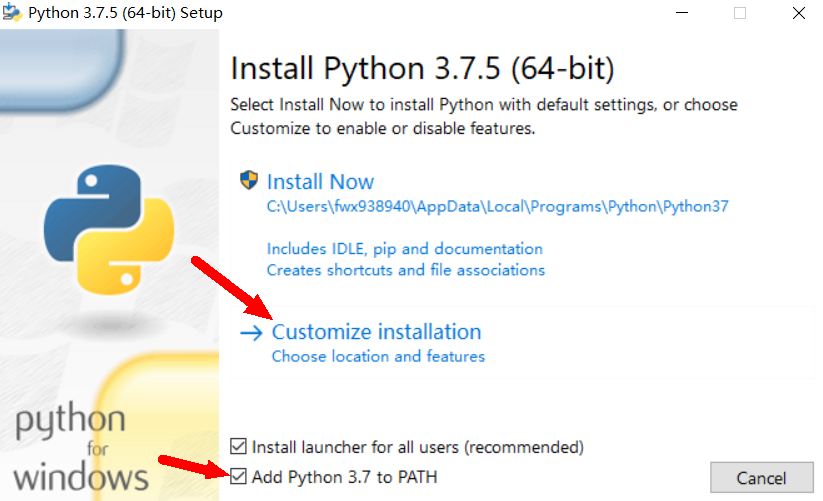 Python 3.7.5 (64-bit) Setup
Install Python 3.7.5 (64-bit)
Select Install Now to install Python with default settings, or choose
Customize to enable or disable features.
Install Now
C:\Users\fwx938940\AppData\Local\Programs\Python\Python37
Includes IDLE, pip and documentation
Creates shortcuts and file associations
Customize installation
Choose location and features
python
for
windows
Install launcher for all users (recommended)
Add Python 3.7 to PATH
Cancel